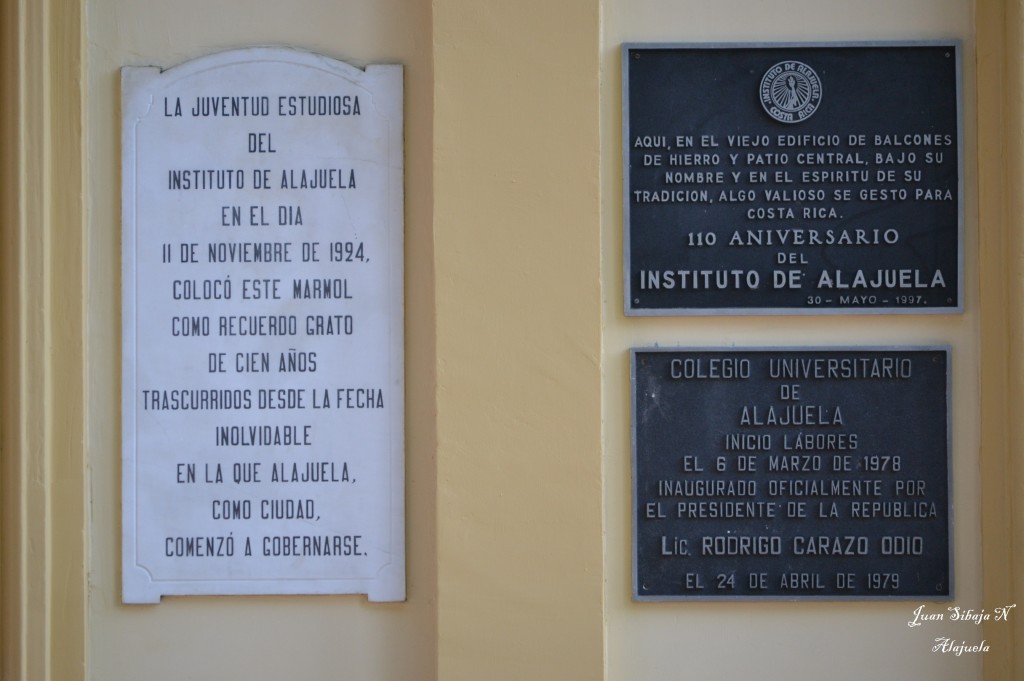 LA JUVENTUD ESTUDIOSA
DEL
INSTITUTO DE ALAJUELA
EN EL DIA
11 DE NOVIEMBRE DE 1924,
COLOCÓ ESTE MARMOL
COMO RECUERDO GRATO
DE CIEN AÑOS
TRASCURRIDOS DESDE LA FECHA
INOLVIDABLE
EN LA QUE ALAJUELA,
COMO CIUDAD,
COMENZÓ A GOBERNARSE.
INSTITUTO DE ALAJUELA
COSTA RICA
AQUI, EN EL VIEJO EDIFICIO DE BALCONES
DE HIERRO Y PATIO CENTRAL, BAJO SU
NOMBRE Y EN EL ESPIRITU DE SU
TRADICION, ALGO VALIOSO SE GESTO PARA
COSTA RICA.
110 ANIVERSARIO
DEL
INSTITUTO DE ALAJUELA
30 - MAYO - 1997.
COLEGIO UNIVERSITARIO
DE
ALAJUELA
INICIO LÁBORES
EL 6 DE MARZO DE 1978
INAUGURADO OFICIALMENTE POR
EL PRESIDENTE DE LA REPUBLICA
Lic. RODRIGO CARAZO ODIO
EL 24 DE ABRIL DE 1979
Juan Sibaja N
Alajuela